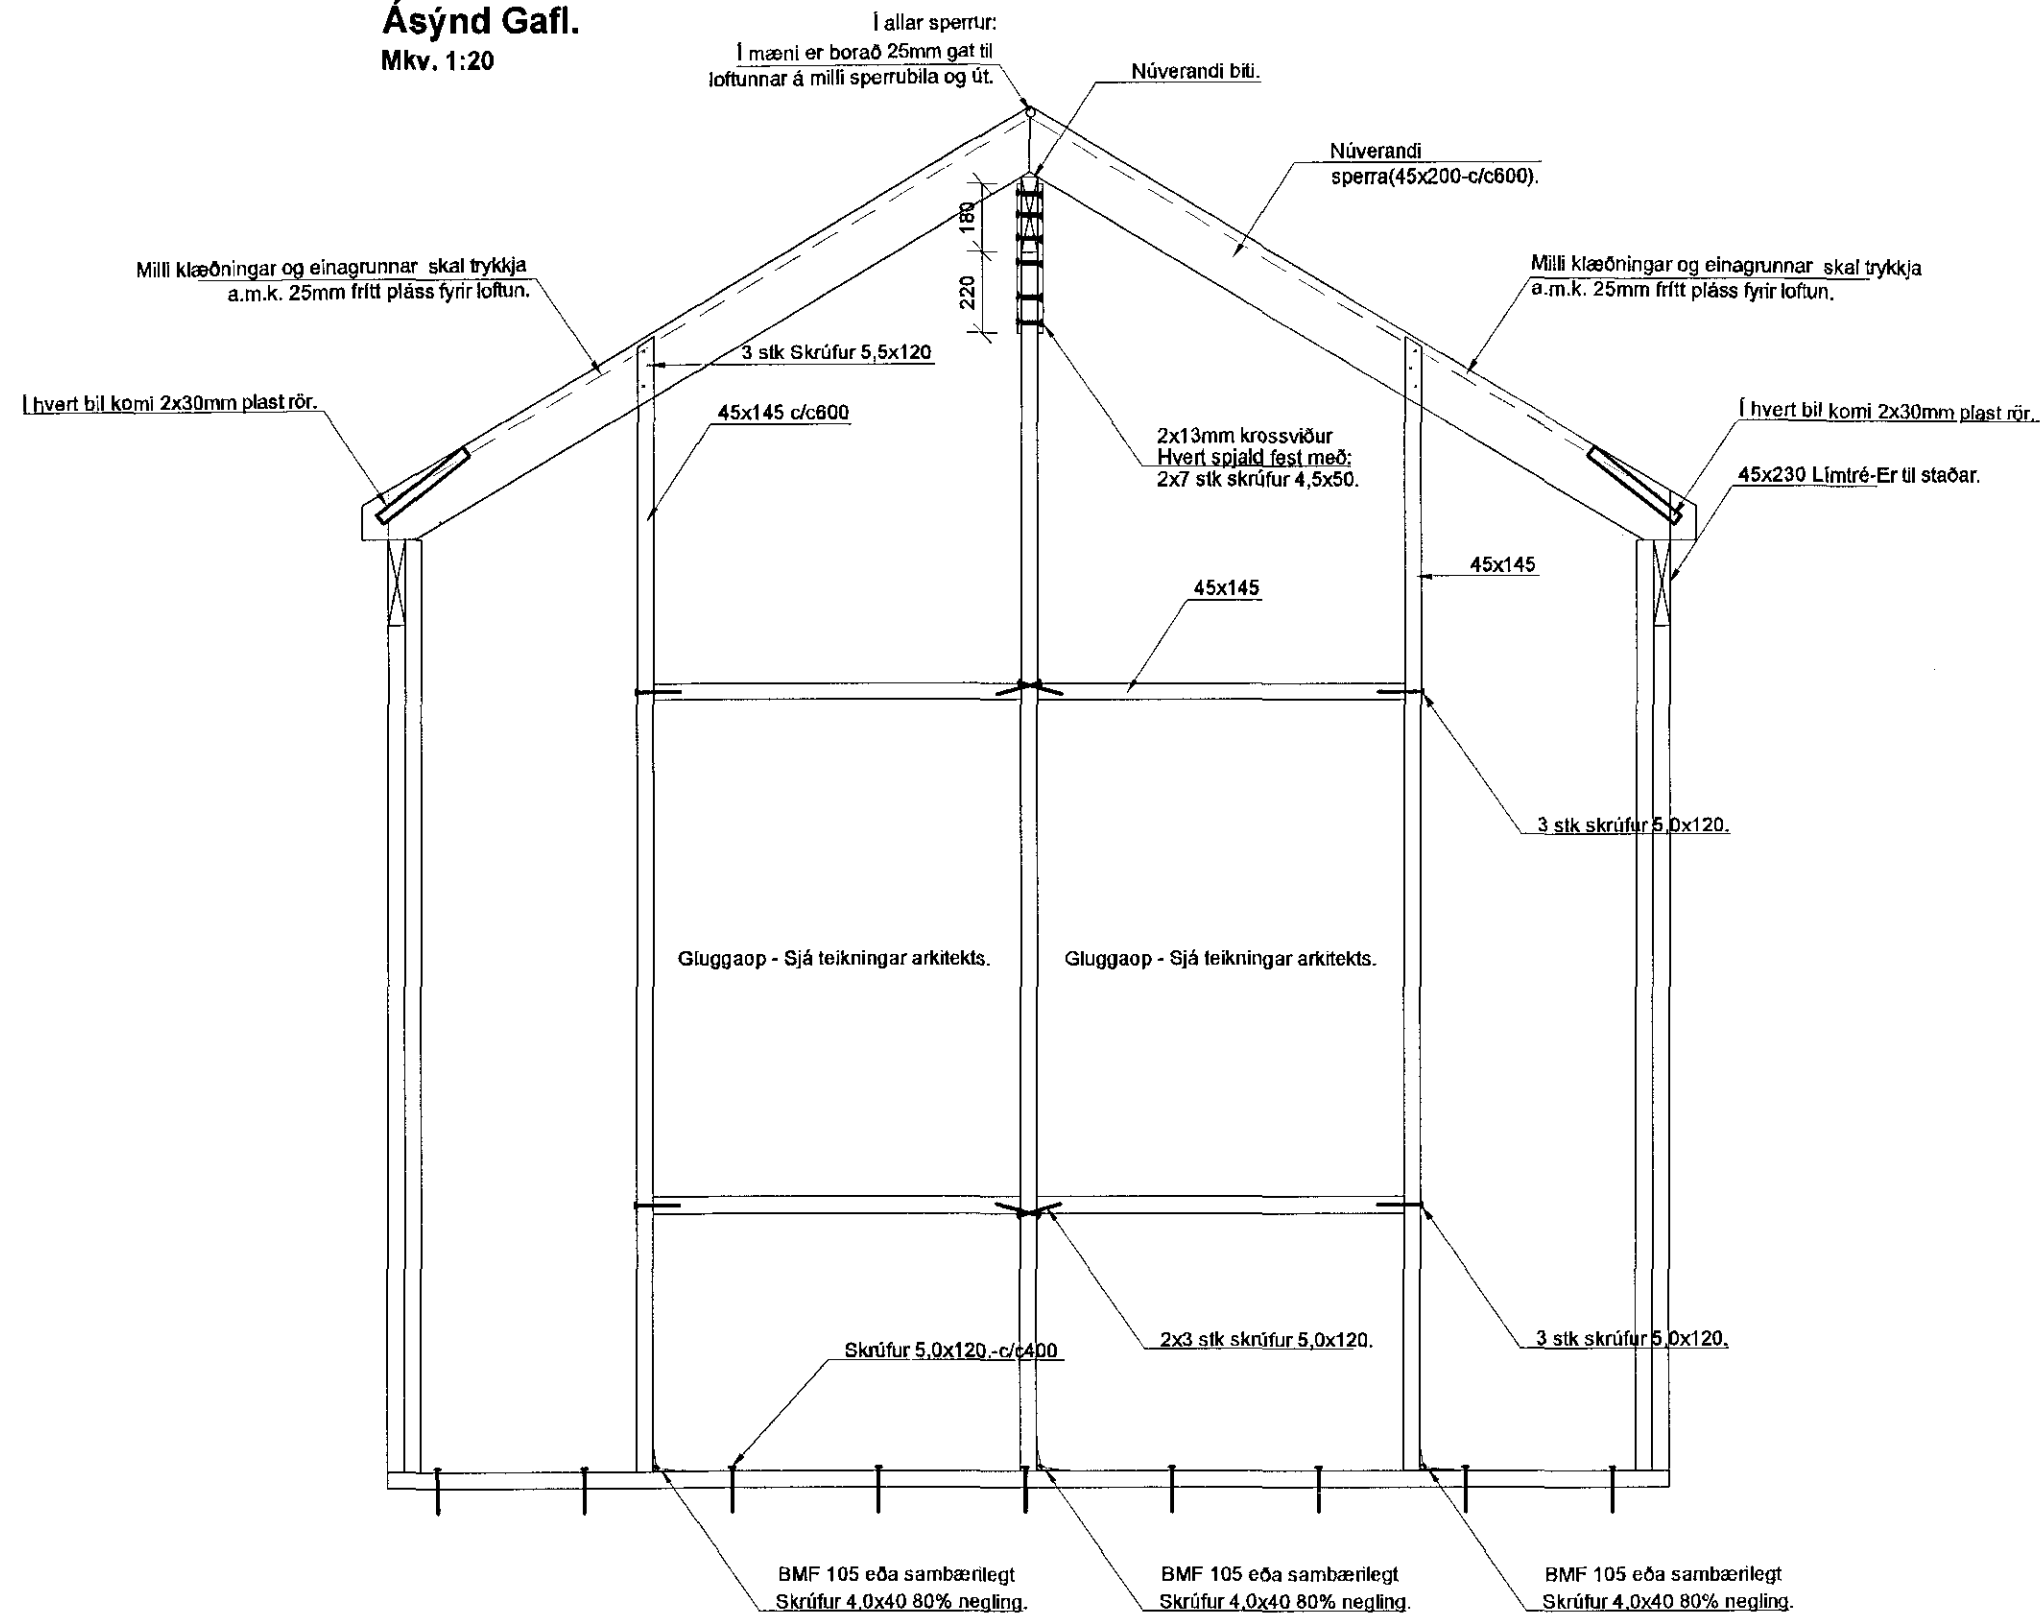 Ásýnd Gafl.
Mkv. 1:20
Í allar sperrur:
Í mæni er borað 25mm gat til
loftunnar á milli sperrubila og út.
Núverandi biti.
Núverandi
sperra(45x200-c/c600).
180
220
Milli klæðningar og einagrunnar skal trykkja
a.m.k. 25mm frítt pláss fyrir loftun.
Milli klæðningar og einagrunnar skal trykkja
a.m.k. 25mm frítt pláss fyrir loftun.
3 stk Skrúfur 5,5x120
Í hvert bil komi 2x30mm plast rör.
45x145 c/c600
Í hvert bil komi 2x30mm plast rör..
2x13mm krossviður
Hvert spjald fest með:
2x7 stk skrúfur 4,5x50.
45x230 Límtré-Er til staðar.
45x145
45x145
3 stk skrúfur 5,0x120.
Gluggaop - Sjá teikningar arkitekts.
Gluggaop - Sjá teikningar arkitekts.
Skrúfur 5,0x120.-c/c400
2x3 stk skrúfur 5,0x120.
3 stk skrúfur 5,0x120.
BMF 105 eða sambærilegt
Skrúfur 4,0x40 80% negling.
BMF 105 eða sambærilegt
Skrúfur 4,0x40 80% negling.
BMF 105 eða sambærilegt
Skrúfur 4,0x40 80% negling.